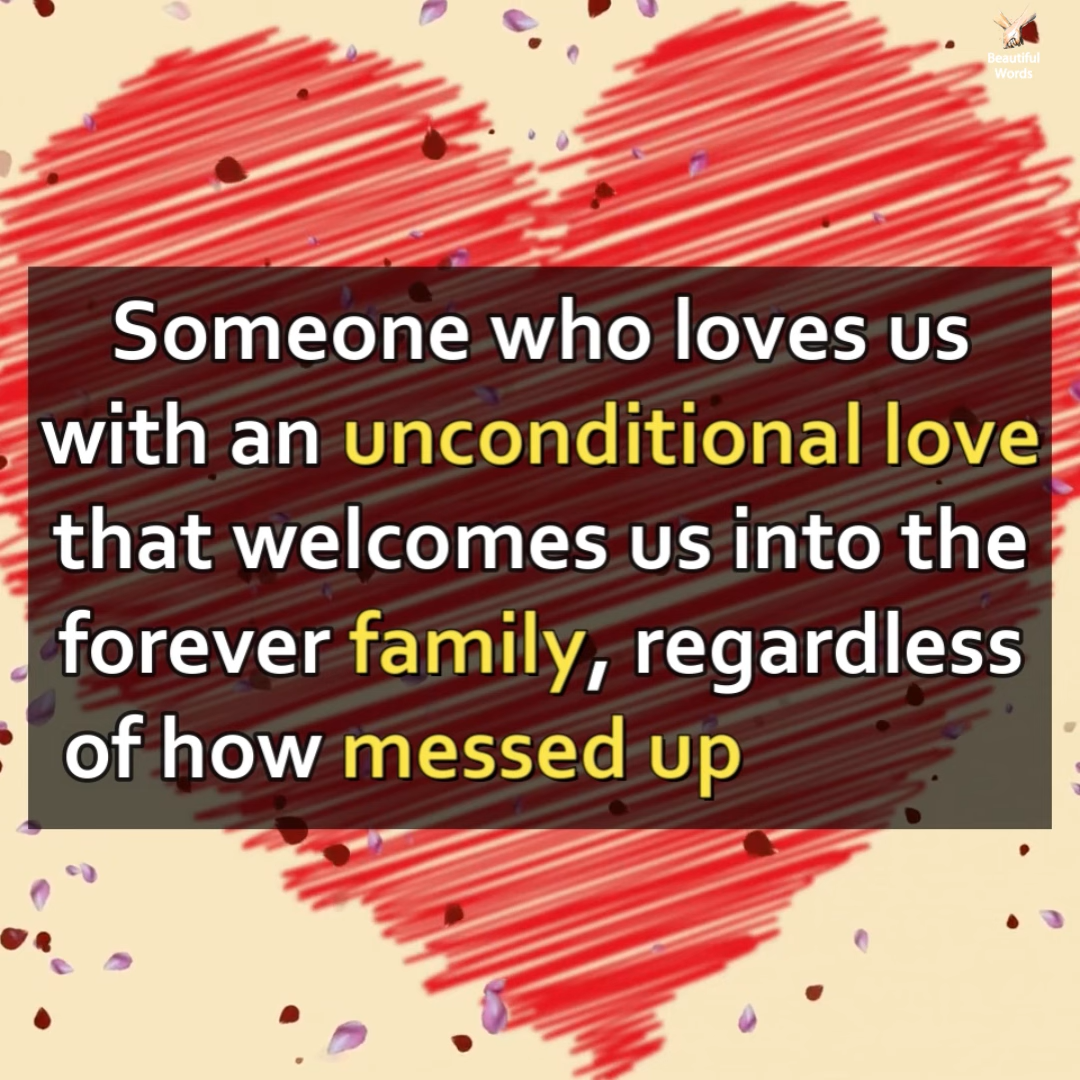 Beautiful
Words
Someone who loves us
with an unconditional love
that welcomes us into the
forever family, regardless
of how messed up